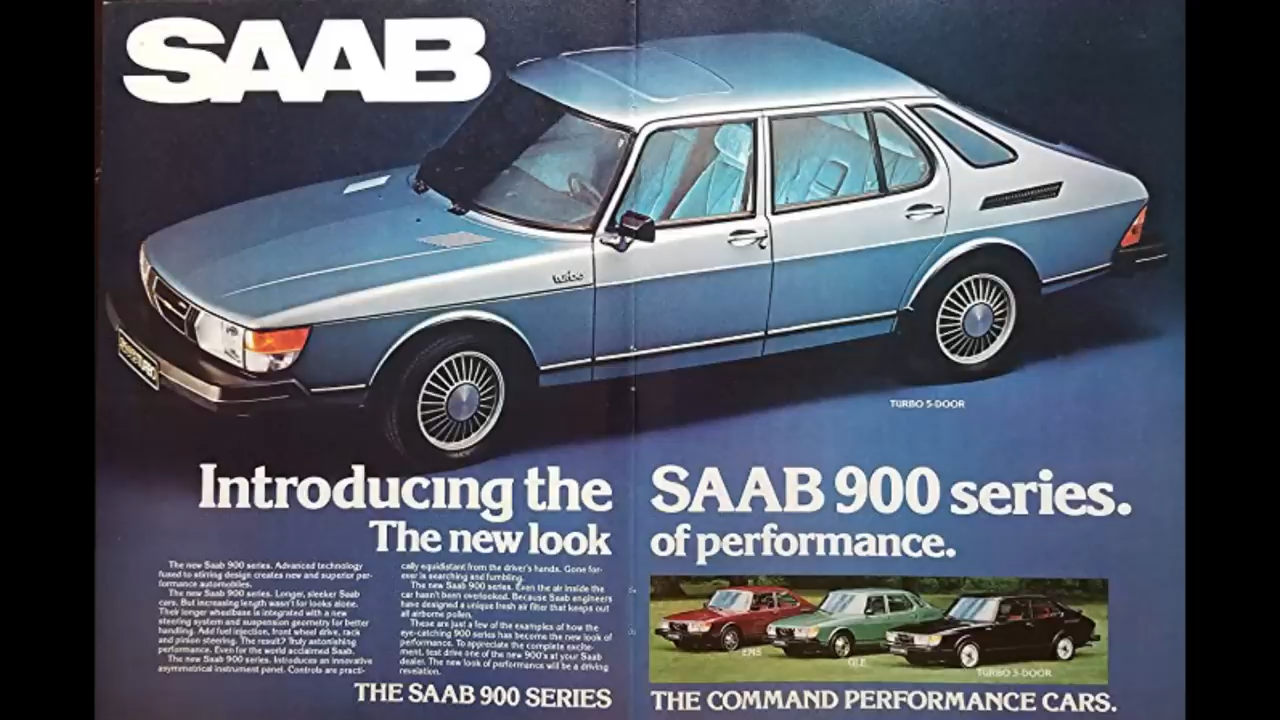 SAAB
turbo
TURBO 5-DOOR
Introducing the SAAB 900 series.
The new look of performance.
The new Saab 900 series. Advanced technology
fused to stirring design creates new and superior per-
formance automobiles.
The new Saab 900 series. Longer, sleeker Saab
cars. But increasing length wasn't for looks alone.
Their longer wheelbase is integrated with a new
steering system and suspension geometry for better
handling. Add fuel injection, front wheel drive, rack
and pinion steering. The result? Truly astonishing
performance. Even for the world acclaimed Saab.
The new Saab 900 series. Introduces an innovative
asymmetrical instrument panel. Controls are practi-
cally equidistant from the driver's hands. Gone for-
ever is searching and fumbling.
The new Saab 900 series. Even the air inside the
car hasn't been overlooked. Because Saab engineers
have designed a unique fresh air filter that keeps out
all airborne pollen.
These are just a few of the examples of how the
eye-catching 900 series has become the new look of
performance. To appreciate the complete excite-
ment, test drive one of the new 900's at your Saab
dealer. The new look of performance will be a driving
revelation.
EMS
GLE
TURBO 3-DOOR
THE SAAB 900 SERIES THE COMMAND PERFORMANCE CARS.